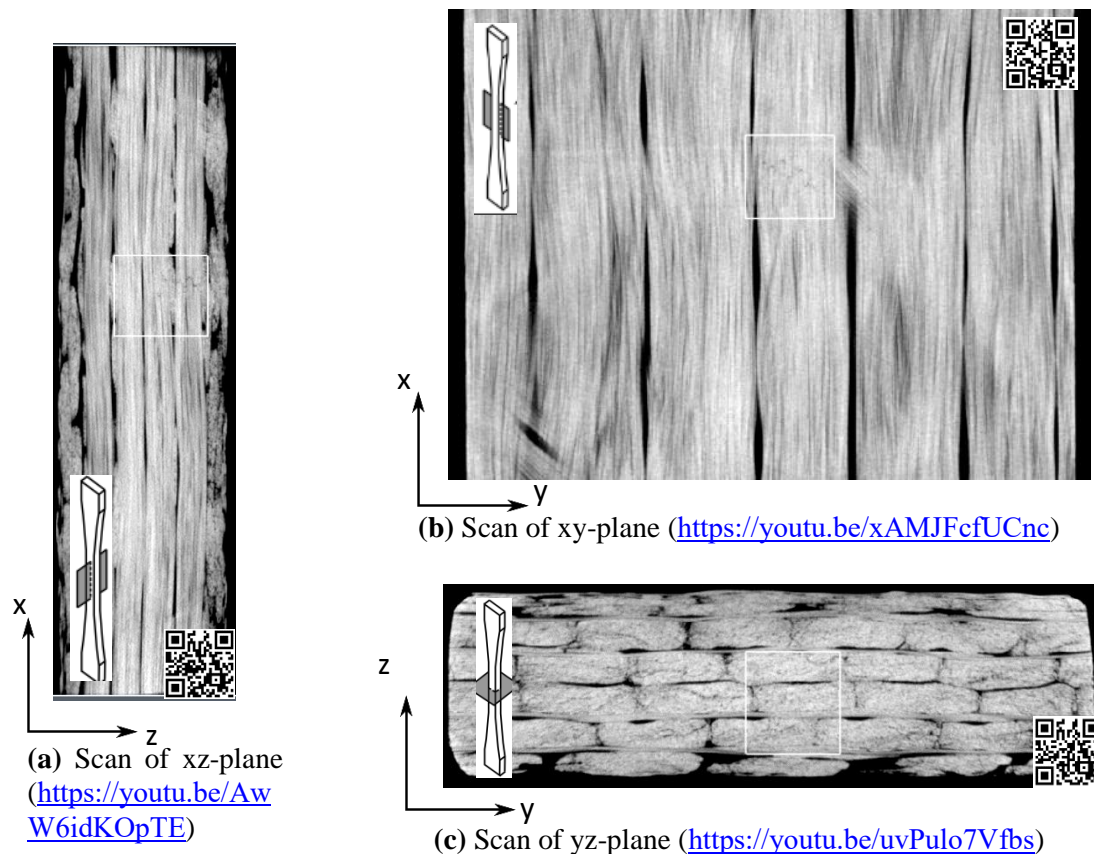 x
z
(a) Scan of xz-plane
(https://youtu.be/Aw
W6idKOpTE)
x
y
(b) Scan of xy-plane (https://youtu.be/xAMJFcfUCnc)
z
y
(c) Scan of yz-plane (https://youtu.be/uvPulo7Vfbs)